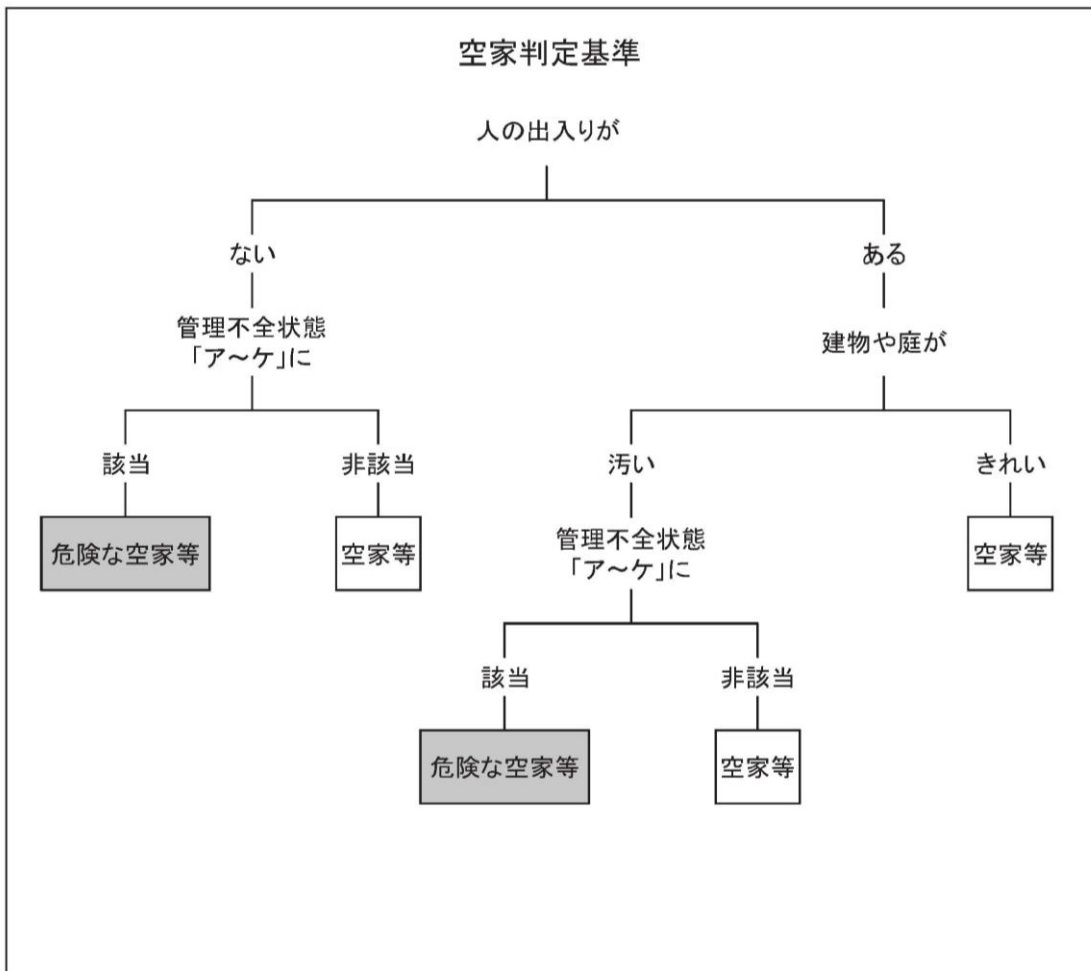 空家判定基準
人の出入りが
ない
ある
管理不全状態
「ア～ケ」に
建物や庭が
該当
非該当
汚い
きれい
危険な空家等
空家等
管理不全状態
「ア～ケ」に
空家等
該当
非該当
危険な空家等
空家等